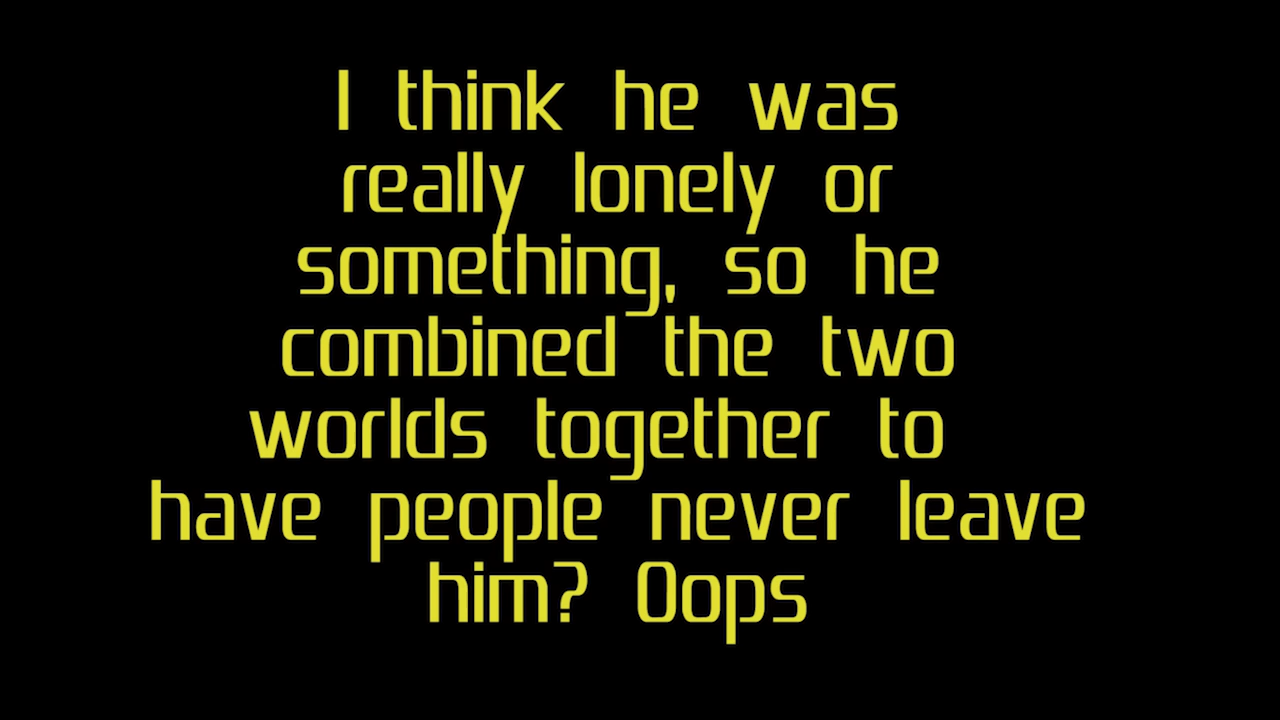 I think he was
really lonely or
something, so he
combined the two
worlds together to
have people never leave
him? Oops